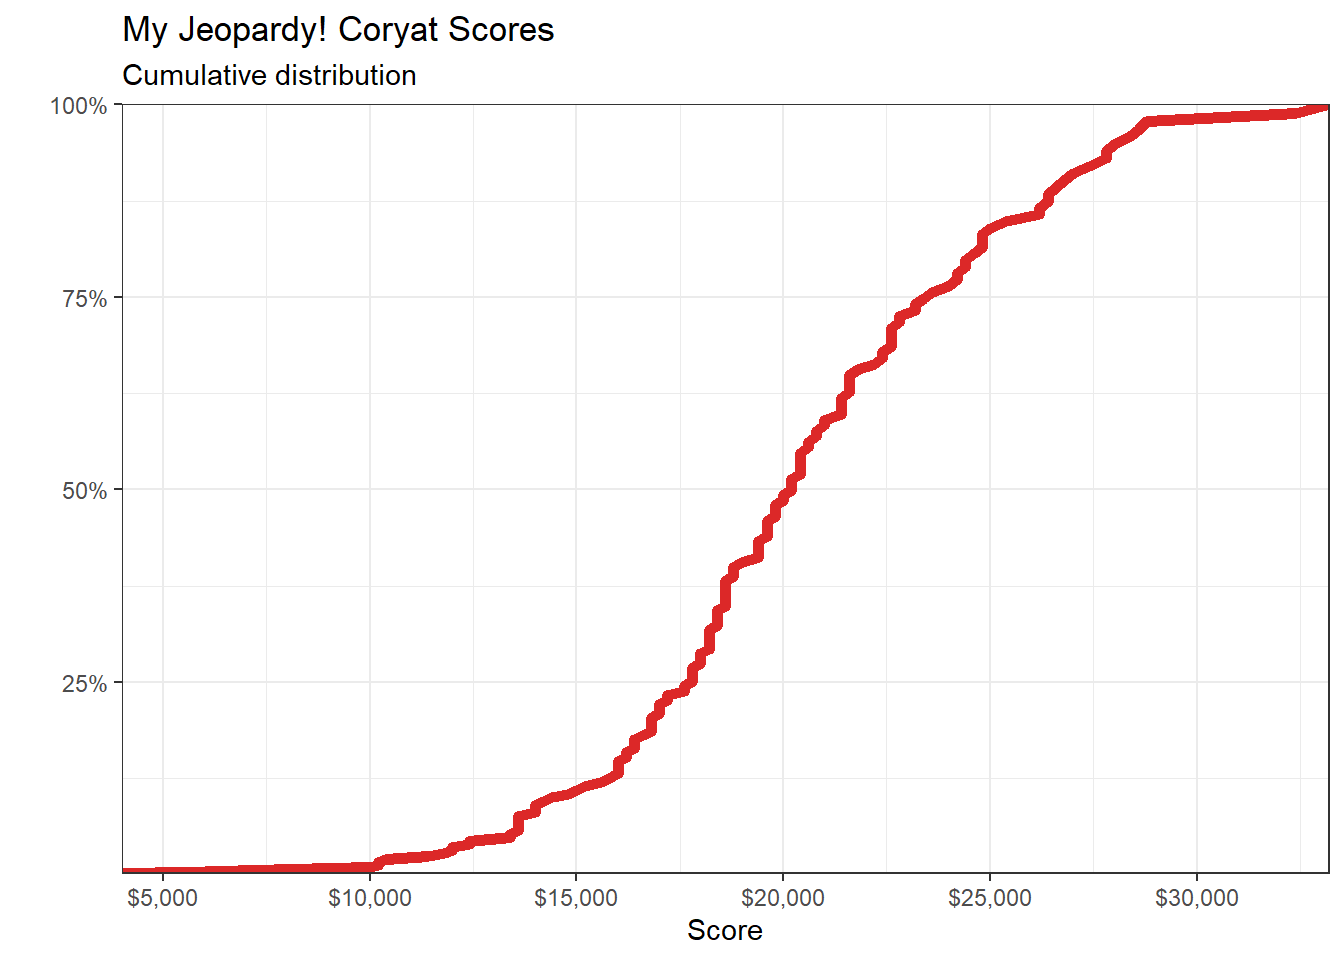 My Jeopardy! Coryat Scores
Cumulative distribution
100%
75%
50%
25%
$5,000 $10,000 $15,000 $20,000 $25,000 $30,000
Score